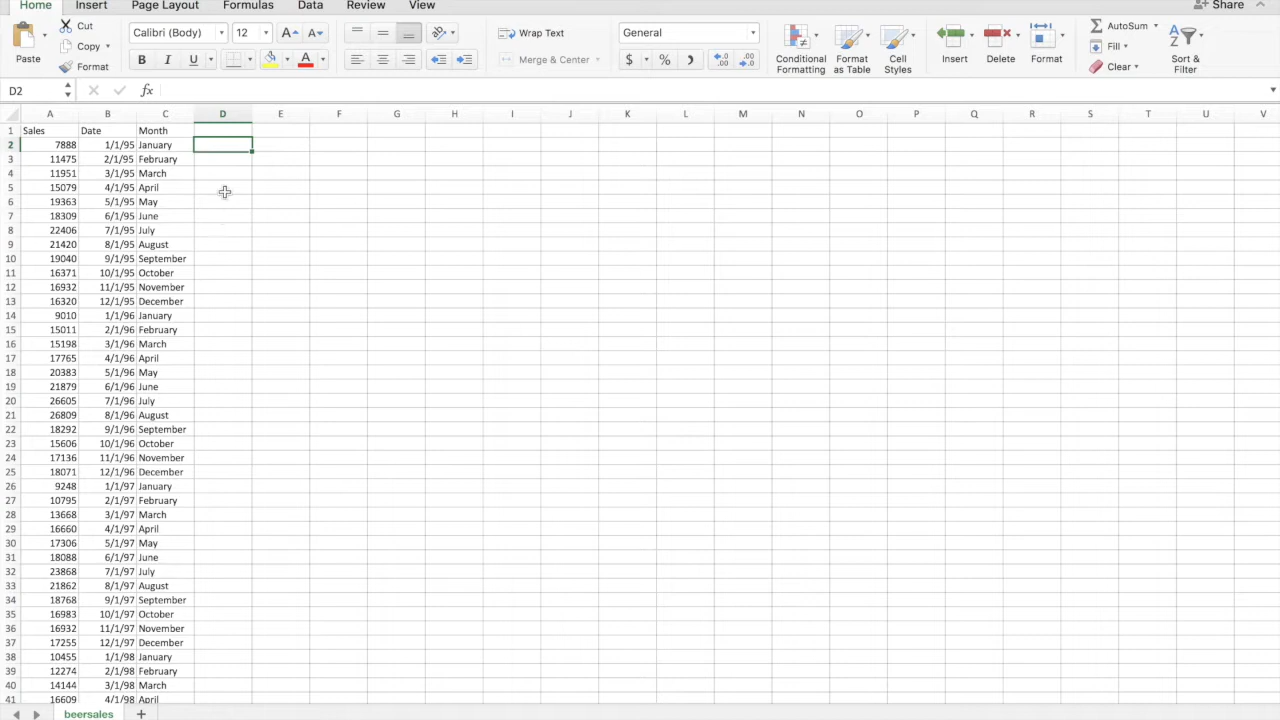 Home Insert Page Layout Formulas Data Review View Share
Cut Calibri (Body) 12 A A Wrap Text General AutoSum
Paste Copy Conditional Format Cell Insert Delete Format Fill Sort &
Format B I U A Merge & Center $ % Formatting as Table Styles Clear Filter
D2 fx
A B C D E F G H I J K L M N O P Q R S T U V
1 Sales Date Month
2 7888 1/1/95 January
3 11475 2/1/95 February
4 11951 3/1/95 March
5 15079 4/1/95 April
6 19363 5/1/95 May
7 18309 6/1/95 June
8 22406 7/1/95 July
9 21420 8/1/95 August
10 19040 9/1/95 September
11 16371 10/1/95 October
12 16932 11/1/95 November
13 16320 12/1/95 December
14 9010 1/1/96 January
15 15011 2/1/96 February
16 15198 3/1/96 March
17 17765 4/1/96 April
18 20383 5/1/96 May
19 21879 6/1/96 June
20 26605 7/1/96 July
21 26809 8/1/96 August
22 18292 9/1/96 September
23 15606 10/1/96 October
24 17136 11/1/96 November
25 18071 12/1/96 December
26 9248 1/1/97 January
27 10795 2/1/97 February
28 13668 3/1/97 March
29 16660 4/1/97 April
30 17306 5/1/97 May
31 18088 6/1/97 June
32 23868 7/1/97 July
33 21862 8/1/97 August
34 18768 9/1/97 September
35 16983 10/1/97 October
36 16932 11/1/97 November
37 17255 12/1/97 December
38 10455 1/1/98 January
39 12274 2/1/98 February
40 14144 3/1/98 March
41 16609 4/1/98 April
beersales